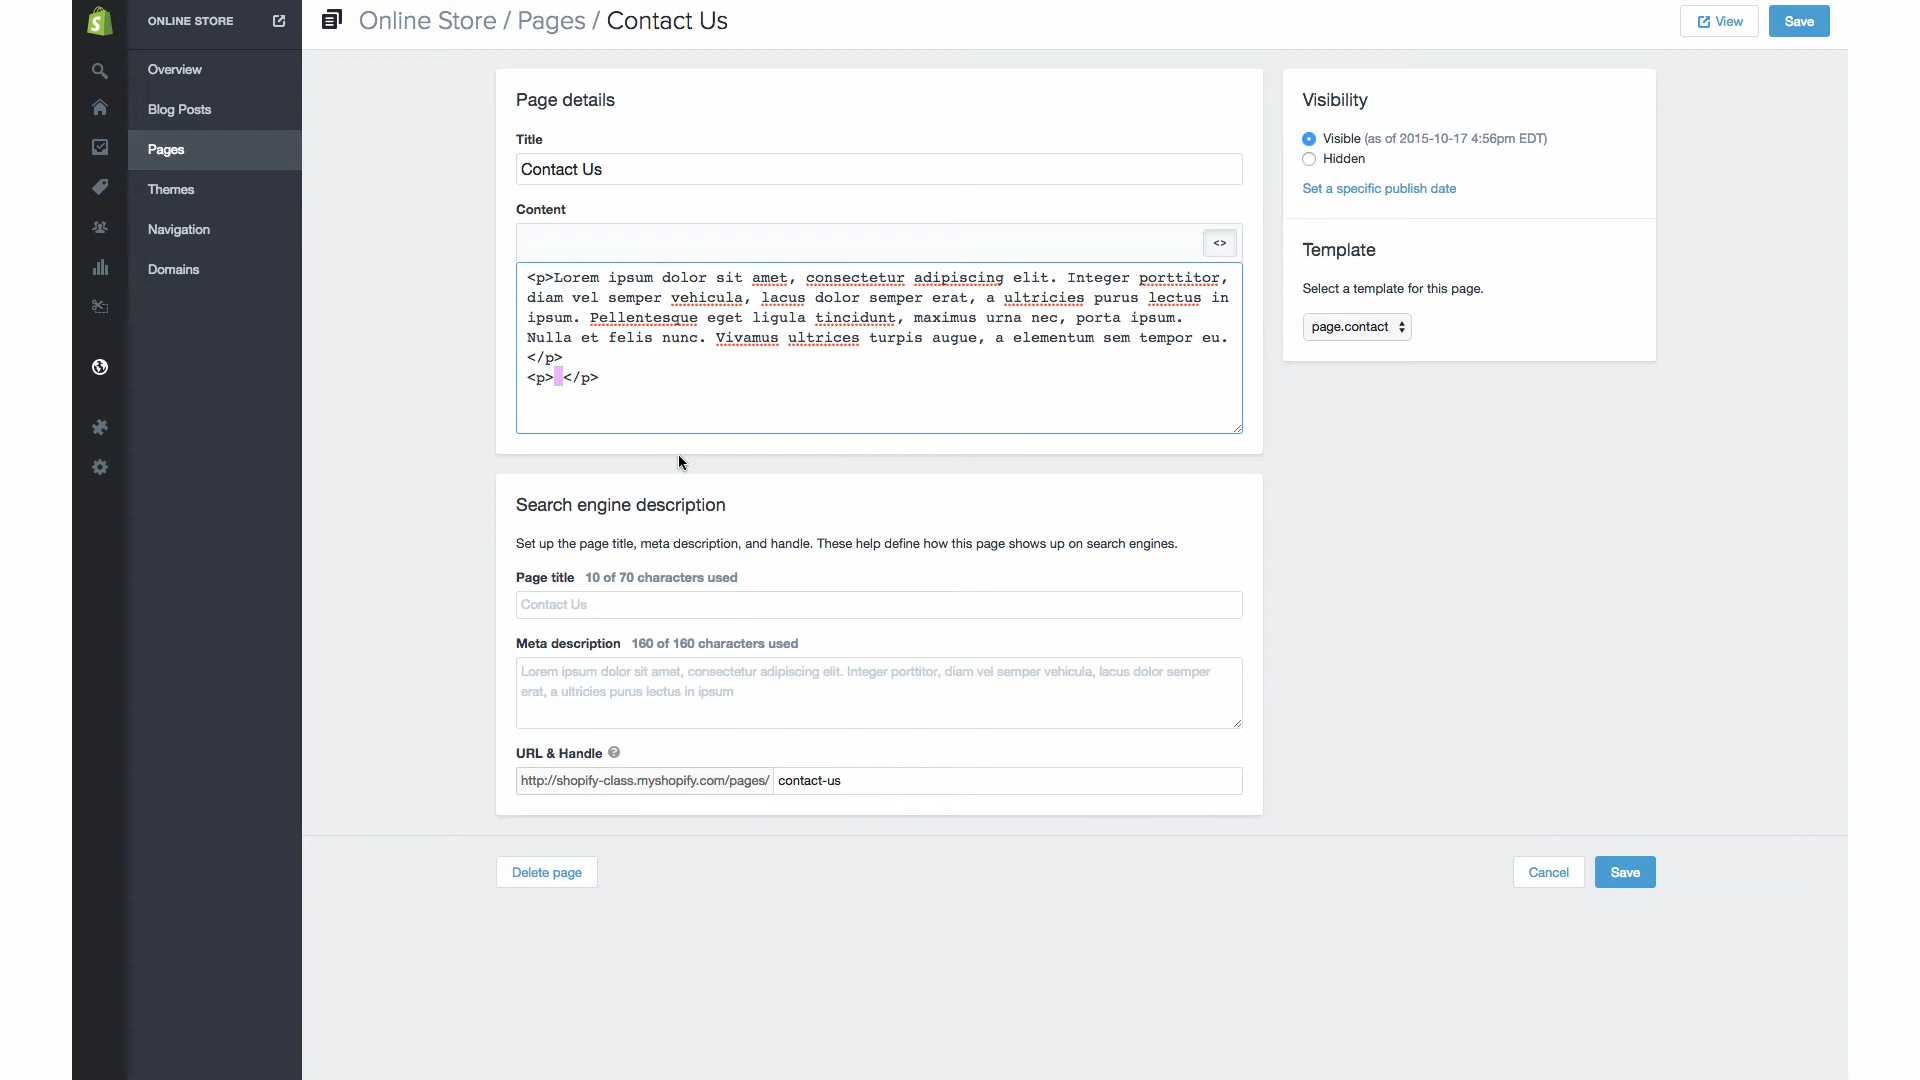 ONLINE STORE
Online Store / Pages / Contact Us
View
Save
Overview
Blog Posts
Pages
Themes
Navigation
Domains
Page details
Title
Contact Us
Content
<>
<p>Lorem ipsum dolor sit amet, consectetur adipiscing elit. Integer porttitor,
diam vel semper vehicula, lacus dolor semper erat, a ultricies purus lectus in
ipsum. Pellentesque eget ligula tincidunt, maximus urna nec, porta ipsum.
Nulla et felis nunc. Vivamus ultrices turpis augue, a elementum sem tempor eu.
</p>
<p> </p>
Visibility
Visible (as of 2015-10-17 4:56pm EDT)
Hidden
Set a specific publish date
Template
Select a template for this page.
page.contact
Search engine description
Set up the page title, meta description, and handle. These help define how this page shows up on search engines.
Page title 10 of 70 characters used
Contact Us
Meta description 160 of 160 characters used
Lorem ipsum dolor sit amet, consectetur adipiscing elit. Integer porttitor, diam vel semper vehicula, lacus dolor semper
erat, a ultricies purus lectus in ipsum
URL & Handle ?
http://shopify-class.myshopify.com/pages/ contact-us
Delete page
Cancel
Save